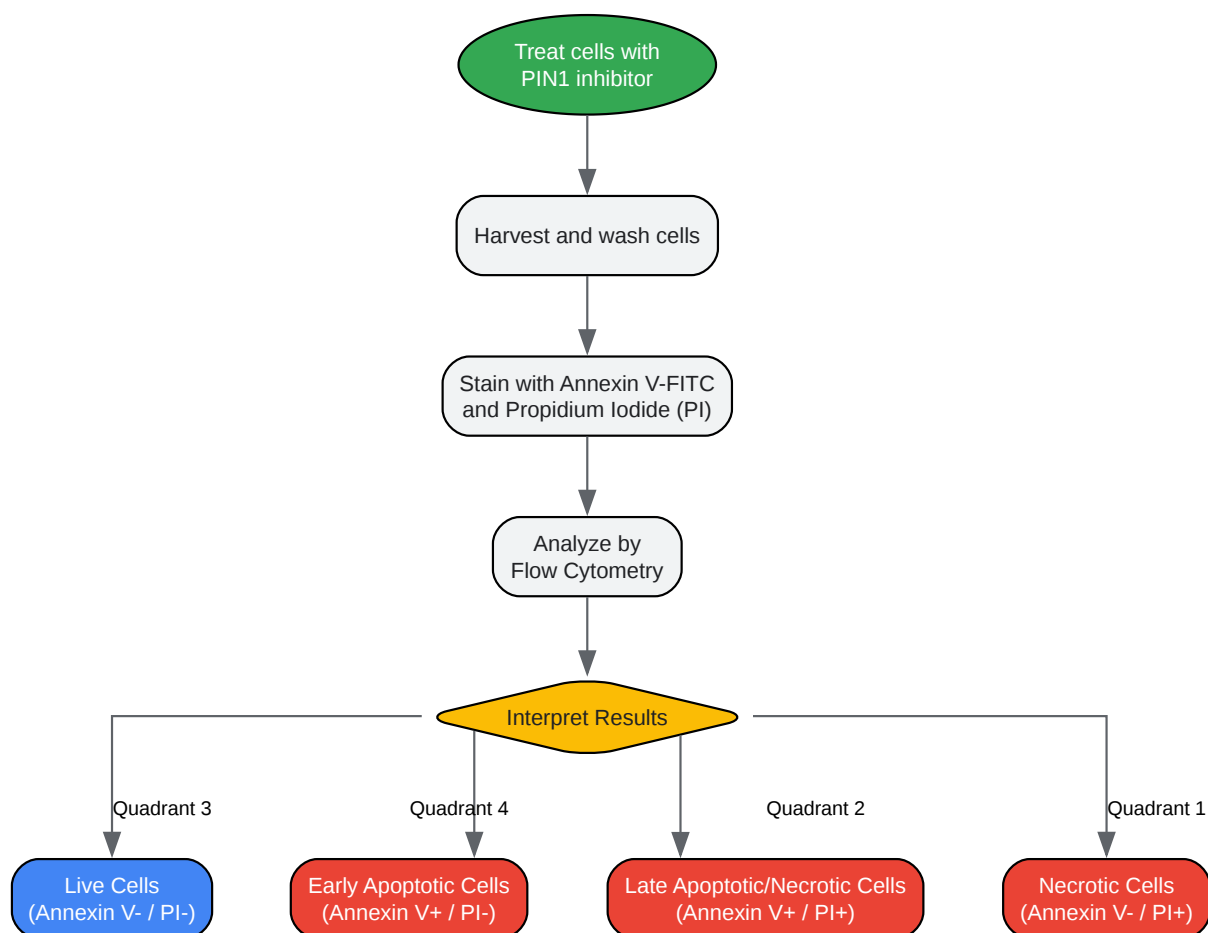 Treat cells with
PIN1 inhibitor
Harvest and wash cells
Stain with Annexin V-FITC
and Propidium Iodide (PI)
Analyze by
Flow Cytometry
Interpret Results
Quadrant 3
Quadrant 4
Quadrant 2
Quadrant 1
Live Cells
(Annexin V- / PI-)
Early Apoptotic Cells
(Annexin V+ / PI-)
Late Apoptotic/Necrotic Cells
(Annexin V+ / PI+)
Necrotic Cells
(Annexin V- / PI+)